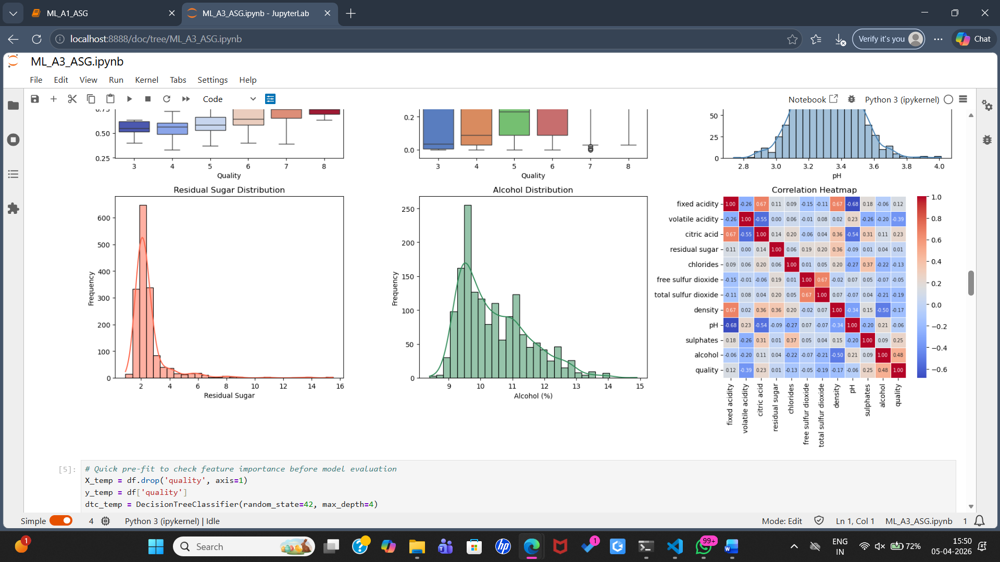 ML_A1_ASG
ML_A3_ASG.ipynb - JupyterLab
localhost:8888/doc/tree/ML_A3_ASG.ipynb
Verify it's you
Chat
ML_A3_ASG.ipynb
File Edit View Run Kernel Tabs Settings Help
Code
Notebook
Python 3 (ipykernel)
0.50
0.25
3 4 5 6 7 8
Quality
0.2
0.0
3 4 5 6 7 8
Quality
50
25
0
2.8 3.0 3.2 3.4 3.6 3.8 4.0
pH
Residual Sugar Distribution
Frequency
600
500
400
300
200
100
0
2 4 6 8 10 12 14 16
Residual Sugar
Alcohol Distribution
Frequency
250
200
150
100
50
0
9 10 11 12 13 14 15
Alcohol (%)
Correlation Heatmap
fixed acidity 1.00 -0.26 0.67 0.11 0.09 -0.15 -0.11 0.67 -0.68 0.18 -0.06 0.12
volatile acidity -0.26 1.00 -0.55 0.00 0.06 -0.01 0.08 0.02 0.23 -0.26 -0.20 -0.39
citric acid 0.67 -0.55 1.00 0.14 0.20 -0.06 0.04 0.36 -0.54 0.31 0.11 0.23
residual sugar 0.11 0.00 0.14 1.00 0.06 0.19 0.20 0.36 -0.09 0.01 0.04 0.01
chlorides 0.09 0.06 0.20 0.06 1.00 0.01 0.05 0.20 -0.27 0.37 -0.22 -0.13
free sulfur dioxide -0.15 -0.01 -0.06 0.19 0.01 1.00 0.67 -0.02 0.07 0.05 -0.07 -0.05
total sulfur dioxide -0.11 0.08 0.04 0.20 0.05 0.67 1.00 0.07 -0.07 0.04 -0.21 -0.19
density 0.67 0.02 0.36 0.36 0.20 -0.02 0.07 1.00 -0.34 0.15 -0.50 -0.17
pH -0.68 0.23 -0.54 -0.09 -0.27 0.07 -0.07 -0.34 1.00 -0.20 0.21 -0.06
sulphates 0.18 -0.26 0.31 0.01 0.37 0.05 0.04 0.15 -0.20 1.00 0.09 0.25
alcohol -0.06 -0.20 0.11 0.04 -0.22 -0.07 -0.21 -0.50 0.21 0.09 1.00 0.48
quality 0.12 -0.39 0.23 0.01 -0.13 -0.05 -0.19 -0.17 -0.06 0.25 0.48 1.00
fixed acidity
volatile acidity
citric acid
residual sugar
chlorides
free sulfur dioxide
total sulfur dioxide
density
pH
sulphates
alcohol
quality
1.0
0.8
0.6
0.4
0.2
0.0
−0.2
−0.4
−0.6
[5]:
# Quick pre-fit to check feature importance before model evaluation
X_temp = df.drop('quality', axis=1)
y_temp = df['quality']
dtc_temp = DecisionTreeClassifier(random_state=42, max_depth=4)
Simple
4
Python 3 (ipykernel) | Idle
Mode: Edit
Ln 1, Col 1
ML_A3_ASG.ipynb
1
1
Search
T
hp
1
99+
W
ENG
IN
72%
15:50
05-04-2026